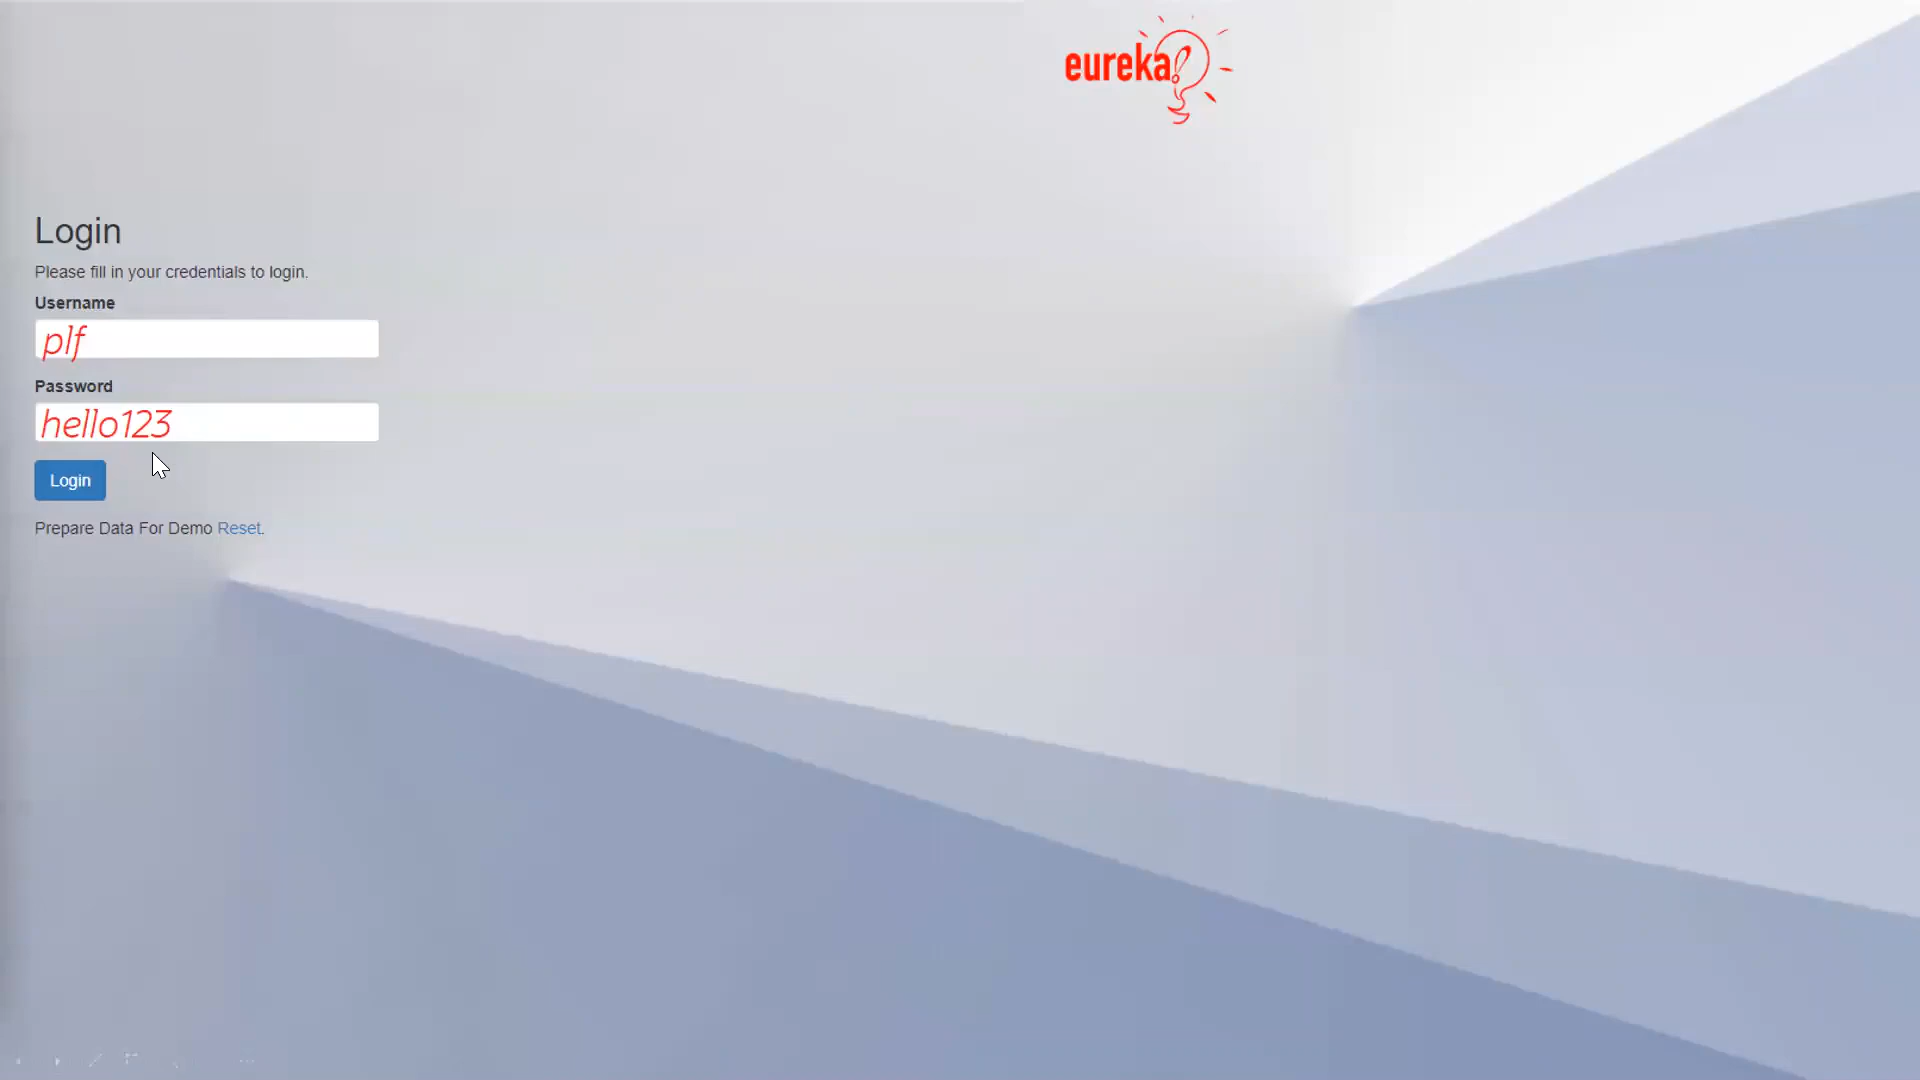 eureka!
Login
Please fill in your credentials to login.
Username
plf
Password
hello123
Login
Prepare Data For Demo Reset.